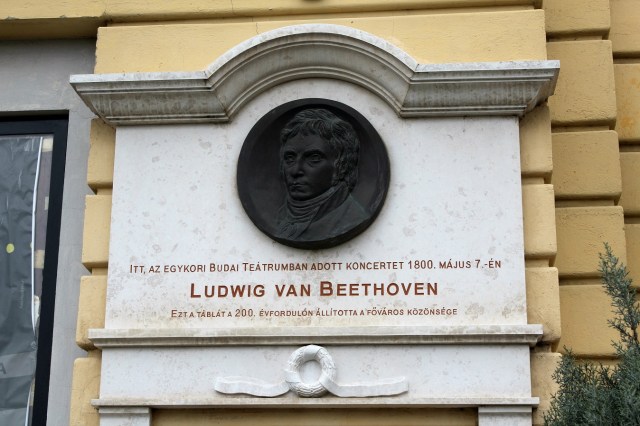 Itt, az egykori Budai Teátrumban adott koncertet 1800. május 7.-én
Ludwig van Beethoven
Ezt a táblát a 200. évfordulón állította a főváros közönsége